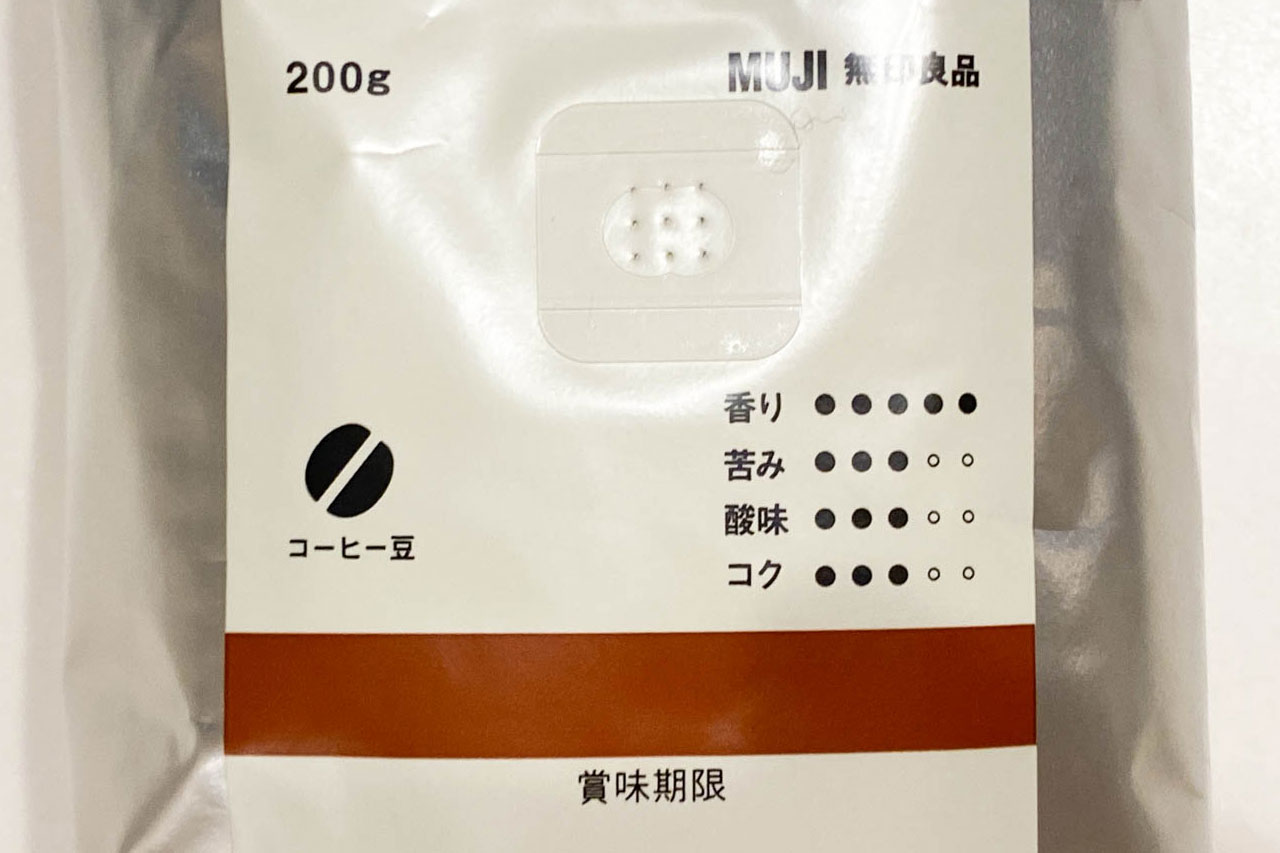 200g
MUJI 無印良品
香り ●●●●●
苦み ●●●○○
酸味 ●●●○○
コク ●●●○○
コーヒー豆
賞味期限